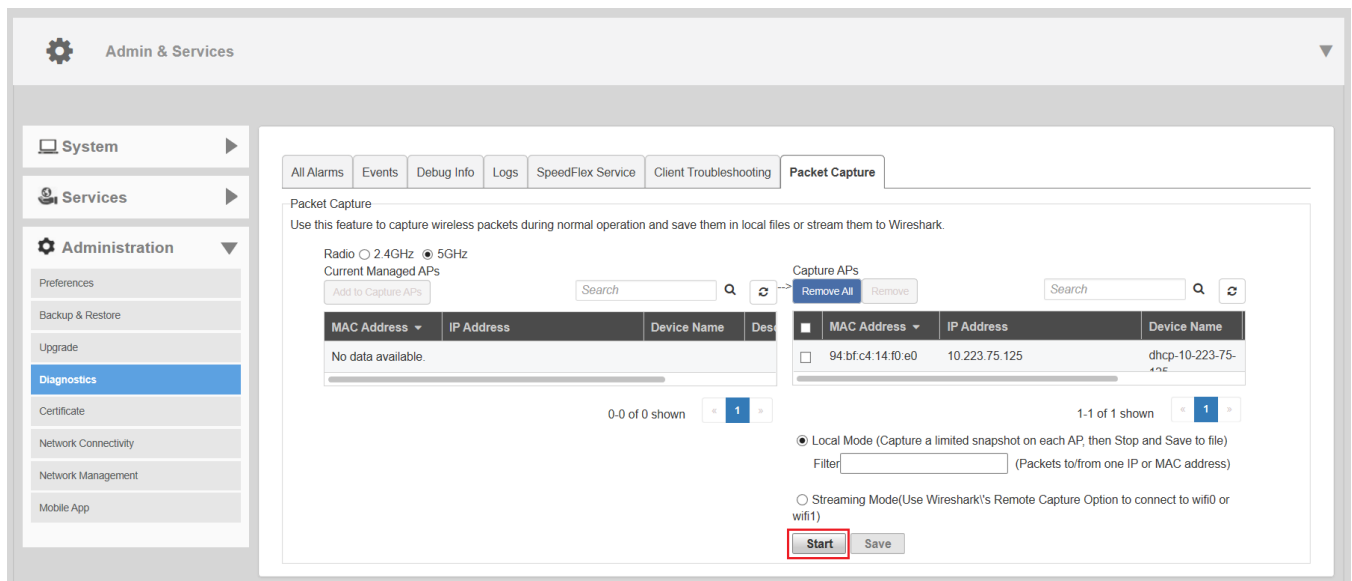 Admin & Services
System
Services
Administration
Preferences
Backup & Restore
Upgrade
Diagnostics
Certificate
Network Connectivity
Network Management
Mobile App
All Alarms Events Debug Info Logs SpeedFlex Service Client Troubleshooting Packet Capture
Packet Capture
Use this feature to capture wireless packets during normal operation and save them in local files or stream them to Wireshark.
Radio 2.4GHz 5GHz
Current Managed APs
Add to Capture APs Search
MAC Address IP Address Device Name Desc
No data available.
0-0 of 0 shown « 1 »
-->
Capture APs
Remove All Remove Search
MAC Address IP Address Device Name
94:bf:c4:14:f0:e0 10.223.75.125 dhcp-10-223-75-
125
1-1 of 1 shown « 1 »
Local Mode (Capture a limited snapshot on each AP, then Stop and Save to file)
Filter (Packets to/from one IP or MAC address)
Streaming Mode(Use Wireshark\'s Remote Capture Option to connect to wifi0 or
wifi1)
Start Save